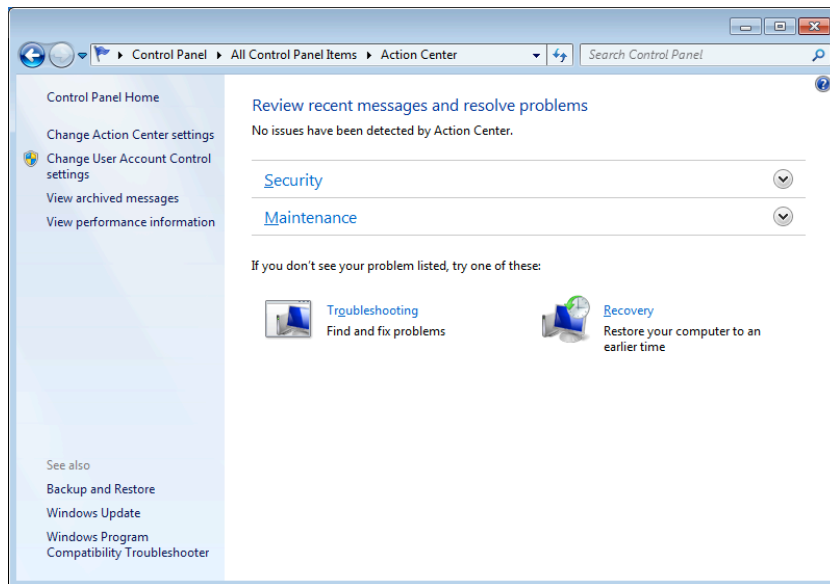 Control Panel ▸ All Control Panel Items ▸ Action Center
Search Control Panel
Control Panel Home
Change Action Center settings
Change User Account Control
settings
View archived messages
View performance information
Review recent messages and resolve problems
No issues have been detected by Action Center.
Security
Maintenance
If you don't see your problem listed, try one of these:
Troubleshooting
Find and fix problems
Recovery
Restore your computer to an
earlier time
See also
Backup and Restore
Windows Update
Windows Program
Compatibility Troubleshooter